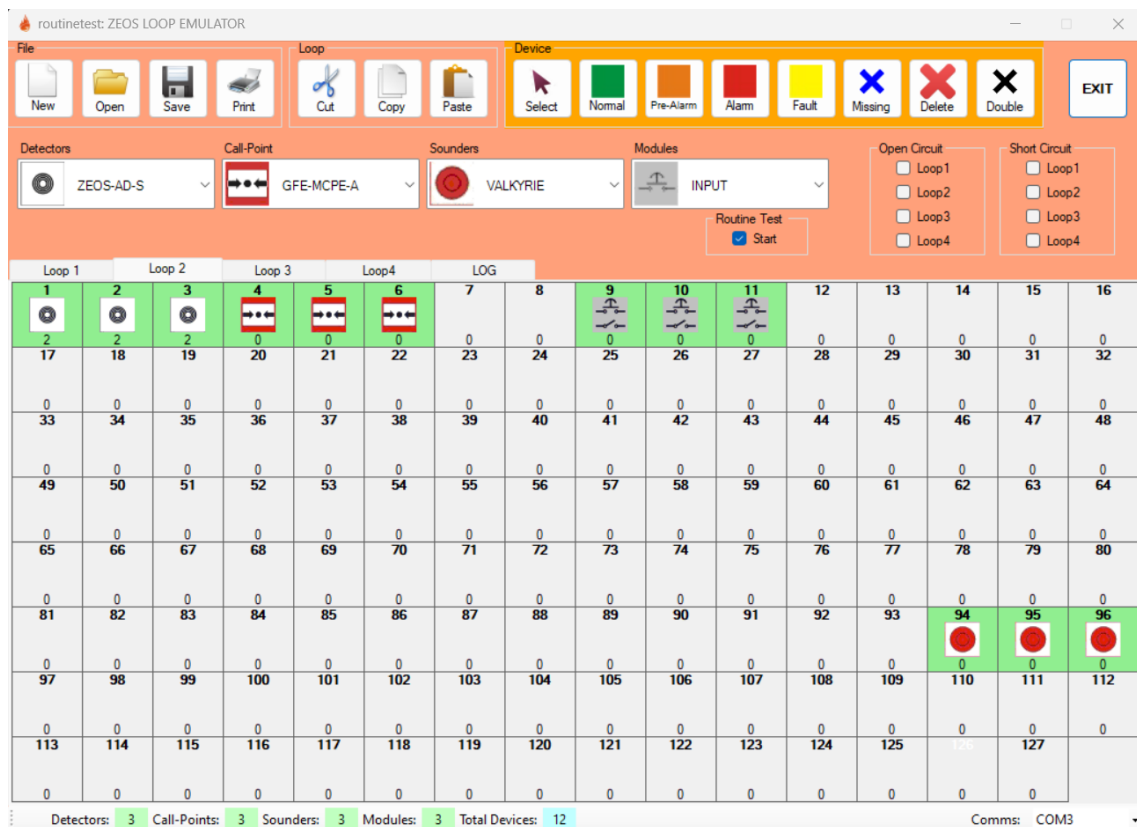 routinetest: ZEOS LOOP EMULATOR
File Loop Device
New Open Save Print Cut Copy Paste Select Normal Pre-Alarm Alarm Fault Missing Delete Double EXIT
Detectors Call-Point Sounders Modules Open Circuit Short Circuit
ZEOS-AD-S GFE-MCPE-A VALKYRIE INPUT
Loop1 Loop1
Loop2 Loop2
Routine Test Loop3 Loop3
Start Loop4 Loop4
Loop 1 Loop 2 Loop 3 Loop4 LOG
1 2 3 4 5 6 7 8 9 10 11 12 13 14 15 16
2 2 2 0 0 0 0 0 0 0 0 0 0 0 0 0
17 18 19 20 21 22 23 24 25 26 27 28 29 30 31 32
0 0 0 0 0 0 0 0 0 0 0 0 0 0 0 0
33 34 35 36 37 38 39 40 41 42 43 44 45 46 47 48
0 0 0 0 0 0 0 0 0 0 0 0 0 0 0 0
49 50 51 52 53 54 55 56 57 58 59 60 61 62 63 64
0 0 0 0 0 0 0 0 0 0 0 0 0 0 0 0
65 66 67 68 69 70 71 72 73 74 75 76 77 78 79 80
0 0 0 0 0 0 0 0 0 0 0 0 0 0 0 0
81 82 83 84 85 86 87 88 89 90 91 92 93 94 95 96
0 0 0 0 0 0 0 0 0 0 0 0 0 0 0 0
97 98 99 100 101 102 103 104 105 106 107 108 109 110 111 112
0 0 0 0 0 0 0 0 0 0 0 0 0 0 0 0
113 114 115 116 117 118 119 120 121 122 123 124 125 126 127
0 0 0 0 0 0 0 0 0 0 0 0 0 0 0
Detectors: 3 Call-Points: 3 Sounders: 3 Modules: 3 Total Devices: 12 Comms: COM3